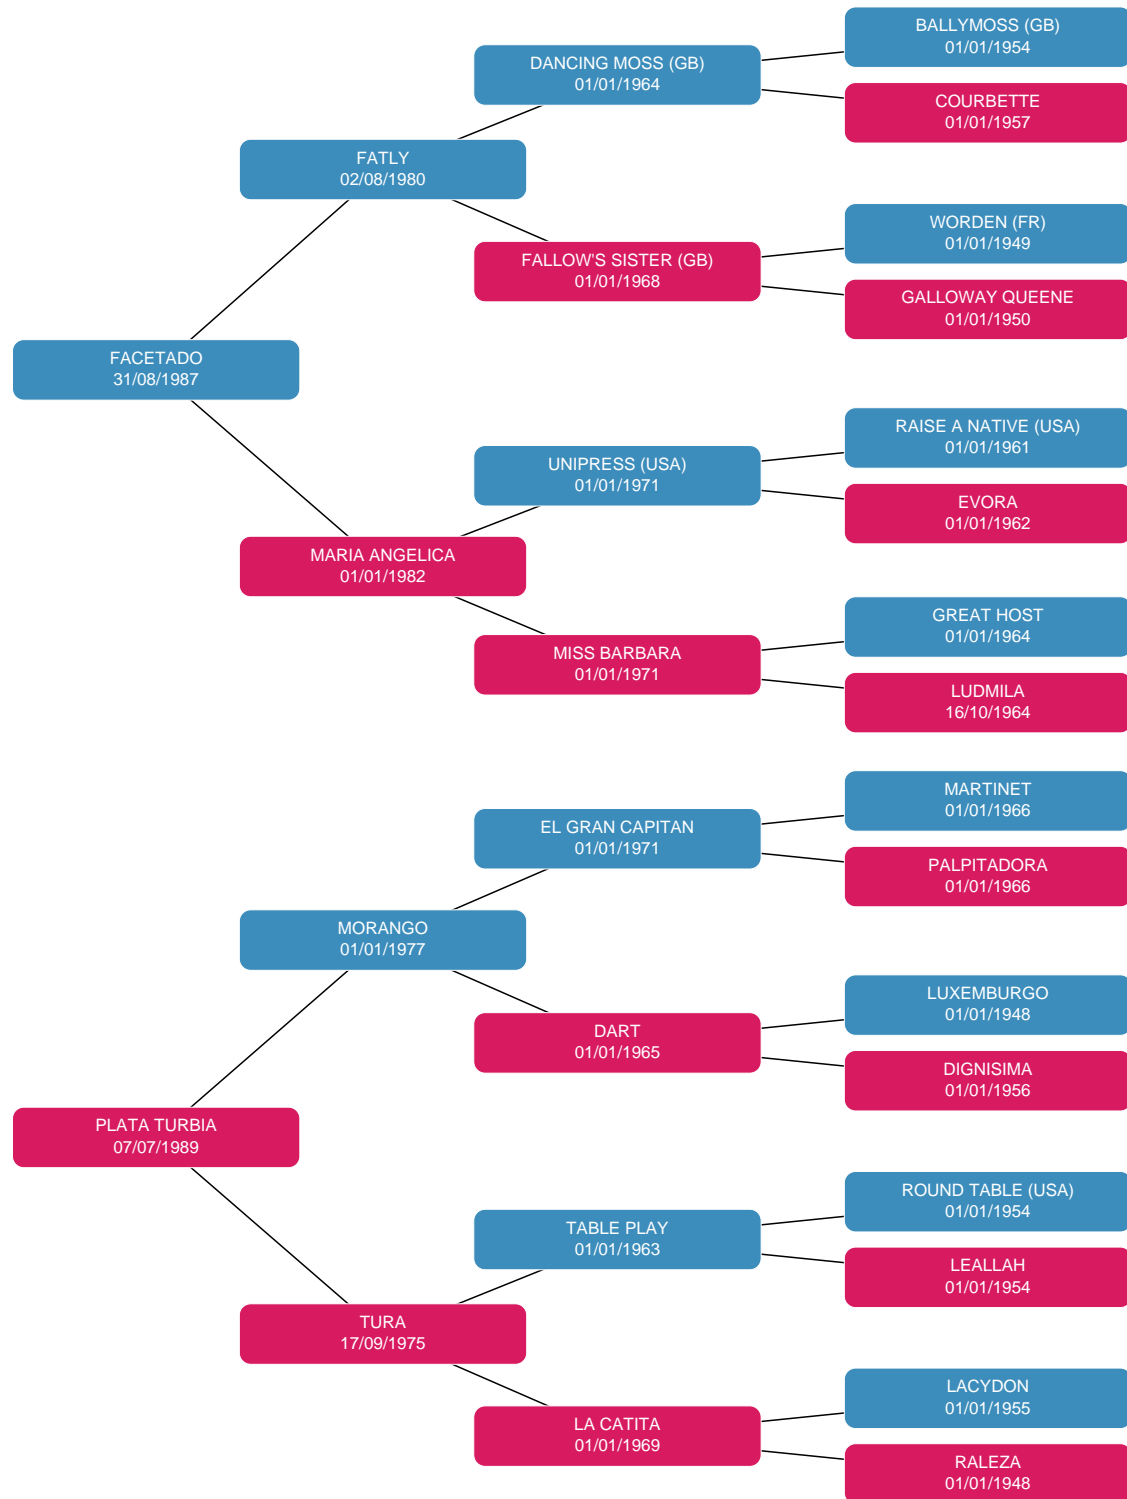 BALLYMOSS (GB)
01/01/1954
DANCING MOSS (GB)
01/01/1964
COURBETTE
01/01/1957
FATLY
02/08/1980
WORDEN (FR)
01/01/1949
FALLOW'S SISTER (GB)
01/01/1968
GALLOWAY QUEENE
01/01/1950
FACETADO
31/08/1987
RAISE A NATIVE (USA)
01/01/1961
UNIPRESS (USA)
01/01/1971
EVORA
01/01/1962
MARIA ANGELICA
01/01/1982
GREAT HOST
01/01/1964
MISS BARBARA
01/01/1971
LUDMILA
16/10/1964
MARTINET
01/01/1966
EL GRAN CAPITAN
01/01/1971
PALPITADORA
01/01/1966
MORANGO
01/01/1977
LUXEMBURGO
01/01/1948
DART
01/01/1965
DIGNISIMA
01/01/1956
PLATA TURBIA
07/07/1989
ROUND TABLE (USA)
01/01/1954
TABLE PLAY
01/01/1963
LEALLAH
01/01/1954
TURA
17/09/1975
LACYDON
01/01/1955
LA CATITA
01/01/1969
RALEZA
01/01/1948